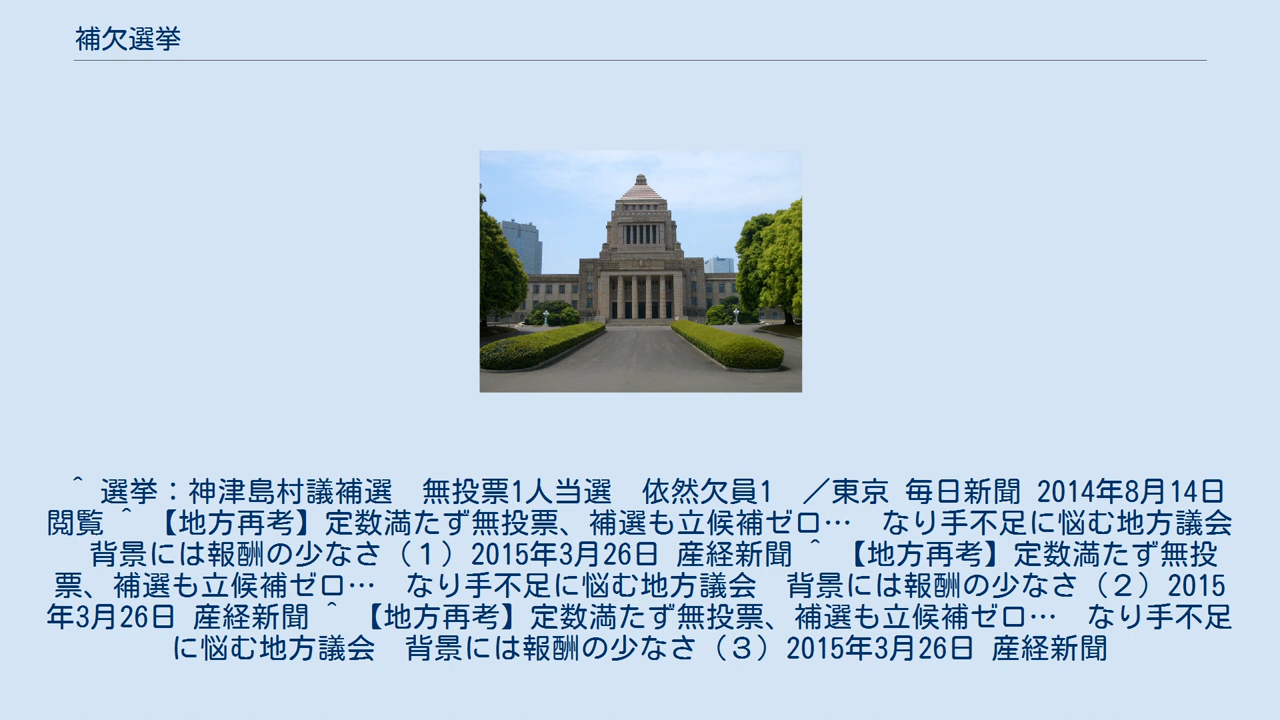 補欠選挙
^ 選挙：神津島村議補選　無投票1人当選　依然欠員1　／東京 毎日新聞 2014年8月14日
閲覧 ^ 【地方再考】定数満たず無投票、補選も立候補ゼロ…　なり手不足に悩む地方議会
背景には報酬の少なさ（１）2015年3月26日 産経新聞 ^ 【地方再考】定数満たず無投
票、補選も立候補ゼロ…　なり手不足に悩む地方議会　背景には報酬の少なさ（２）2015
年3月26日 産経新聞 ^ 【地方再考】定数満たず無投票、補選も立候補ゼロ…　なり手不足
に悩む地方議会　背景には報酬の少なさ（３）2015年3月26日 産経新聞